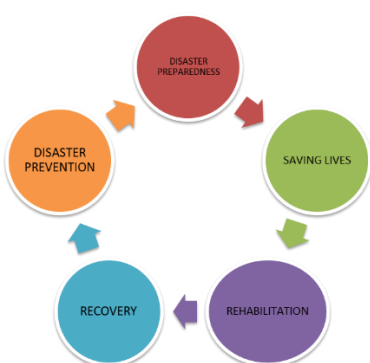 DISASTER
PREPAREDNESS
SAVING LIVES
REHABILITATION
RECOVERY
DISASTER
PREVENTION